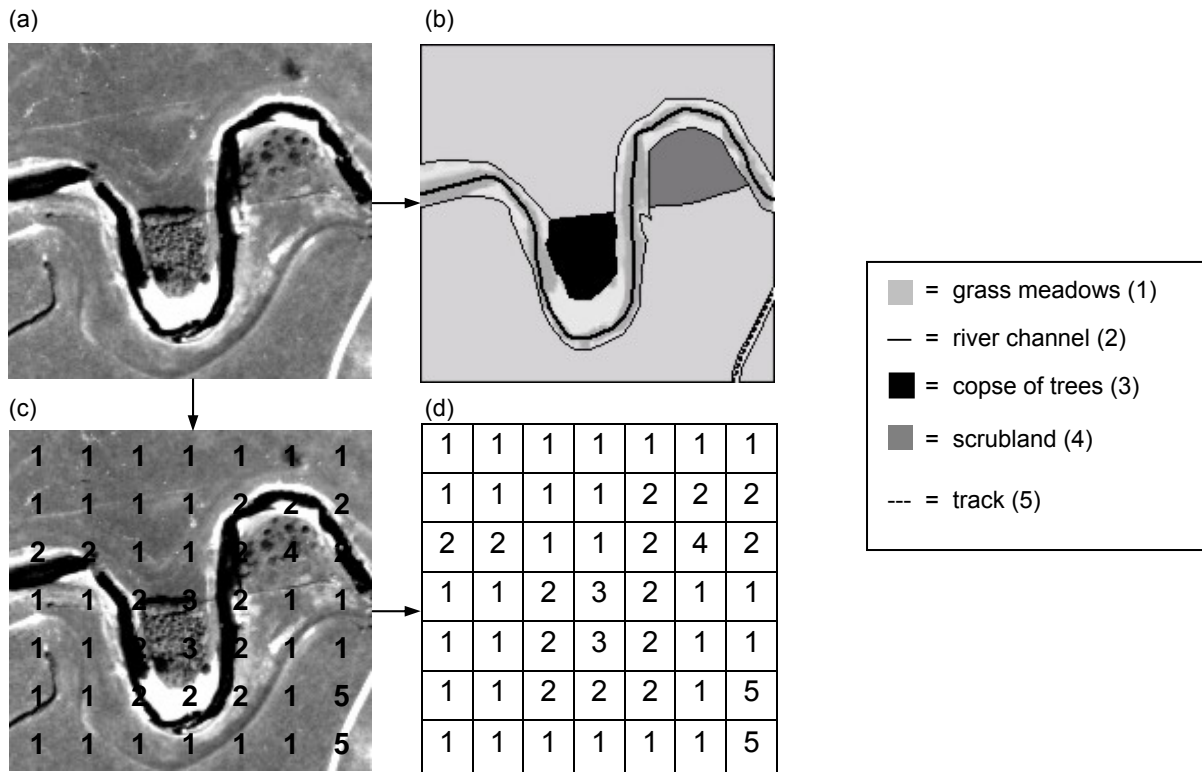 (a)
(b)
= grass meadows (1)
= river channel (2)
= copse of trees (3)
= scrubland (4)
--- = track (5)
(c)
1 1 1 1 1 1 1
1 1 1 1 2 2 2
2 2 1 1 2 4 2
1 1 2 3 2 1 1
1 1 2 3 2 1 1
1 1 2 2 2 1 5
1 1 1 1 1 1 5
(d)
1 1 1 1 1 1 1
1 1 1 1 2 2 2
2 2 1 1 2 4 2
1 1 2 3 2 1 1
1 1 2 3 2 1 1
1 1 2 2 2 1 5
1 1 1 1 1 1 5